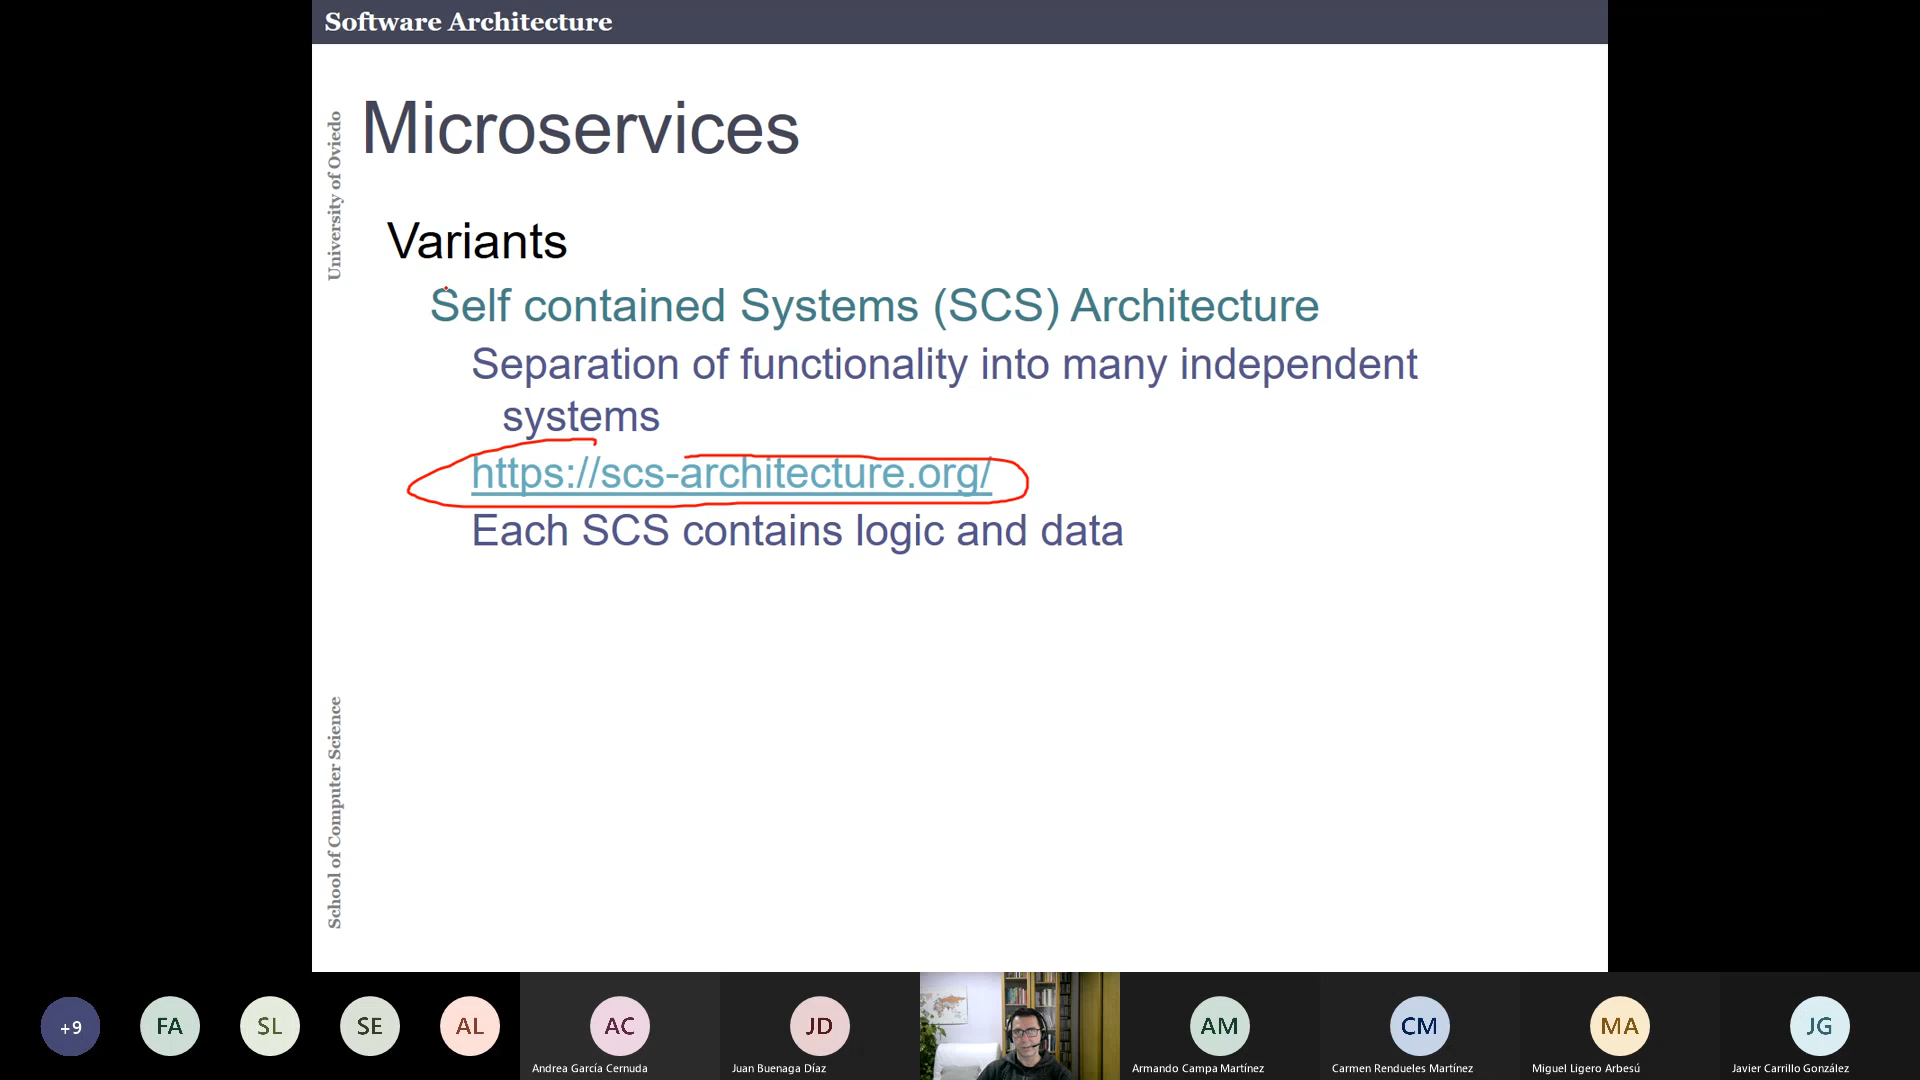 Software Architecture
University of Oviedo
School of Computer Science
Microservices
Variants
Self contained Systems (SCS) Architecture
Separation of functionality into many independent
systems
https://scs-architecture.org/
Each SCS contains logic and data
+9
FA
SL
SE
AL
AC
JD
AM
CM
MA
JG
Andrea García Cernuda
Juan Buenaga Díaz
Armando Campa Martínez
Carmen Rendueles Martínez
Miguel Ligero Arbesú
Javier Carrillo González